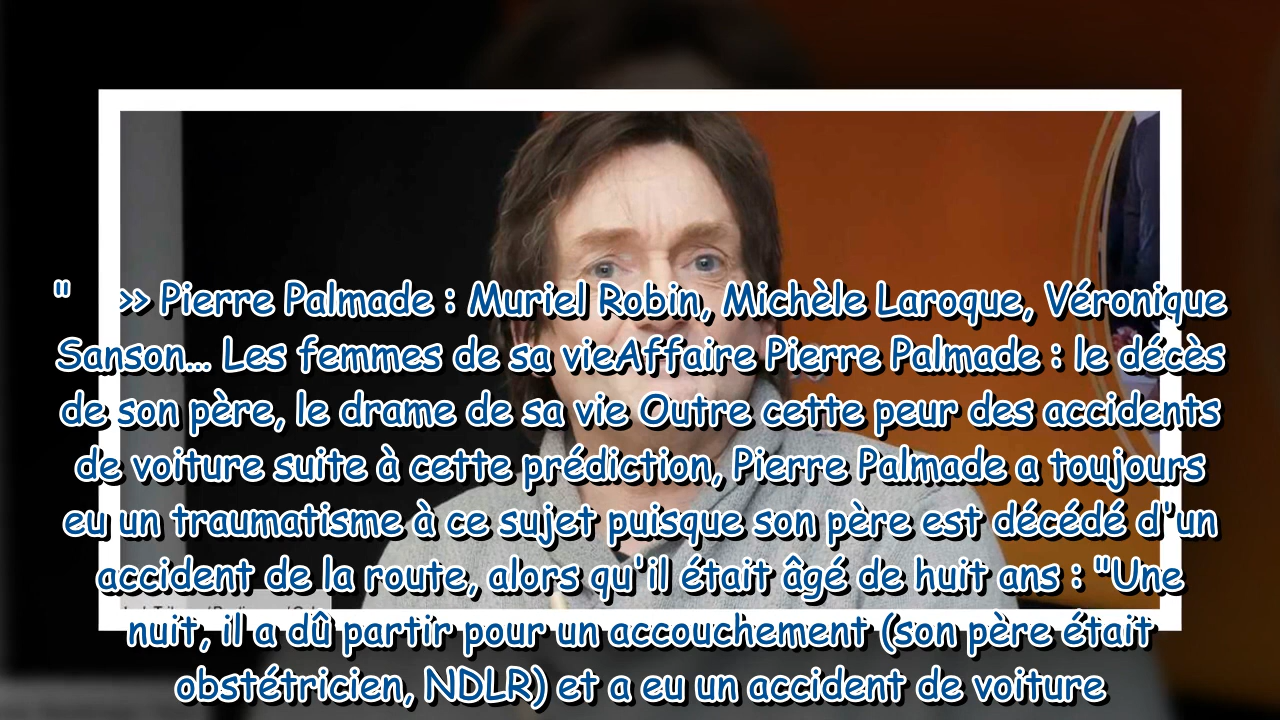 " >> Pierre Palmade : Muriel Robin, Michèle Laroque, Véronique
Sanson... Les femmes de sa vieAffaire Pierre Palmade : le décès
de son père, le drame de sa vie Outre cette peur des accidents
de voiture suite à cette prédiction, Pierre Palmade a toujours
eu un traumatisme à ce sujet puisque son père est décédé d'un
accident de la route, alors qu'il était âgé de huit ans : "Une
nuit, il a dû partir pour un accouchement (son père était
obstétricien, NDLR) et a eu un accident de voiture